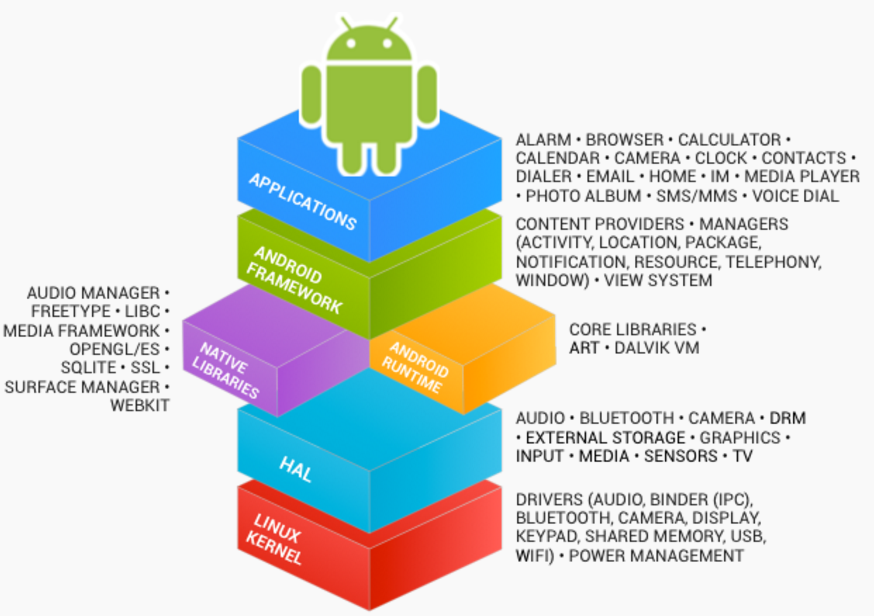 APPLICATIONS
ALARM • BROWSER • CALCULATOR •
CALENDAR • CAMERA • CLOCK • CONTACTS •
DIALER • EMAIL • HOME • IM • MEDIA PLAYER
• PHOTO ALBUM • SMS/MMS • VOICE DIAL
ANDROID
FRAMEWORK
CONTENT PROVIDERS • MANAGERS
(ACTIVITY, LOCATION, PACKAGE,
NOTIFICATION, RESOURCE, TELEPHONY,
WINDOW) • VIEW SYSTEM
AUDIO MANAGER •
FREETYPE • LIBC •
MEDIA FRAMEWORK •
OPENGL/ES •
SQLITE • SSL •
SURFACE MANAGER •
WEBKIT
NATIVE
LIBRARIES
ANDROID
RUNTIME
CORE LIBRARIES •
ART • DALVIK VM
HAL
AUDIO • BLUETOOTH • CAMERA • DRM
• EXTERNAL STORAGE • GRAPHICS •
INPUT • MEDIA • SENSORS • TV
LINUX
KERNEL
DRIVERS (AUDIO, BINDER (IPC),
BLUETOOTH, CAMERA, DISPLAY,
KEYPAD, SHARED MEMORY, USB,
WIFI) • POWER MANAGEMENT